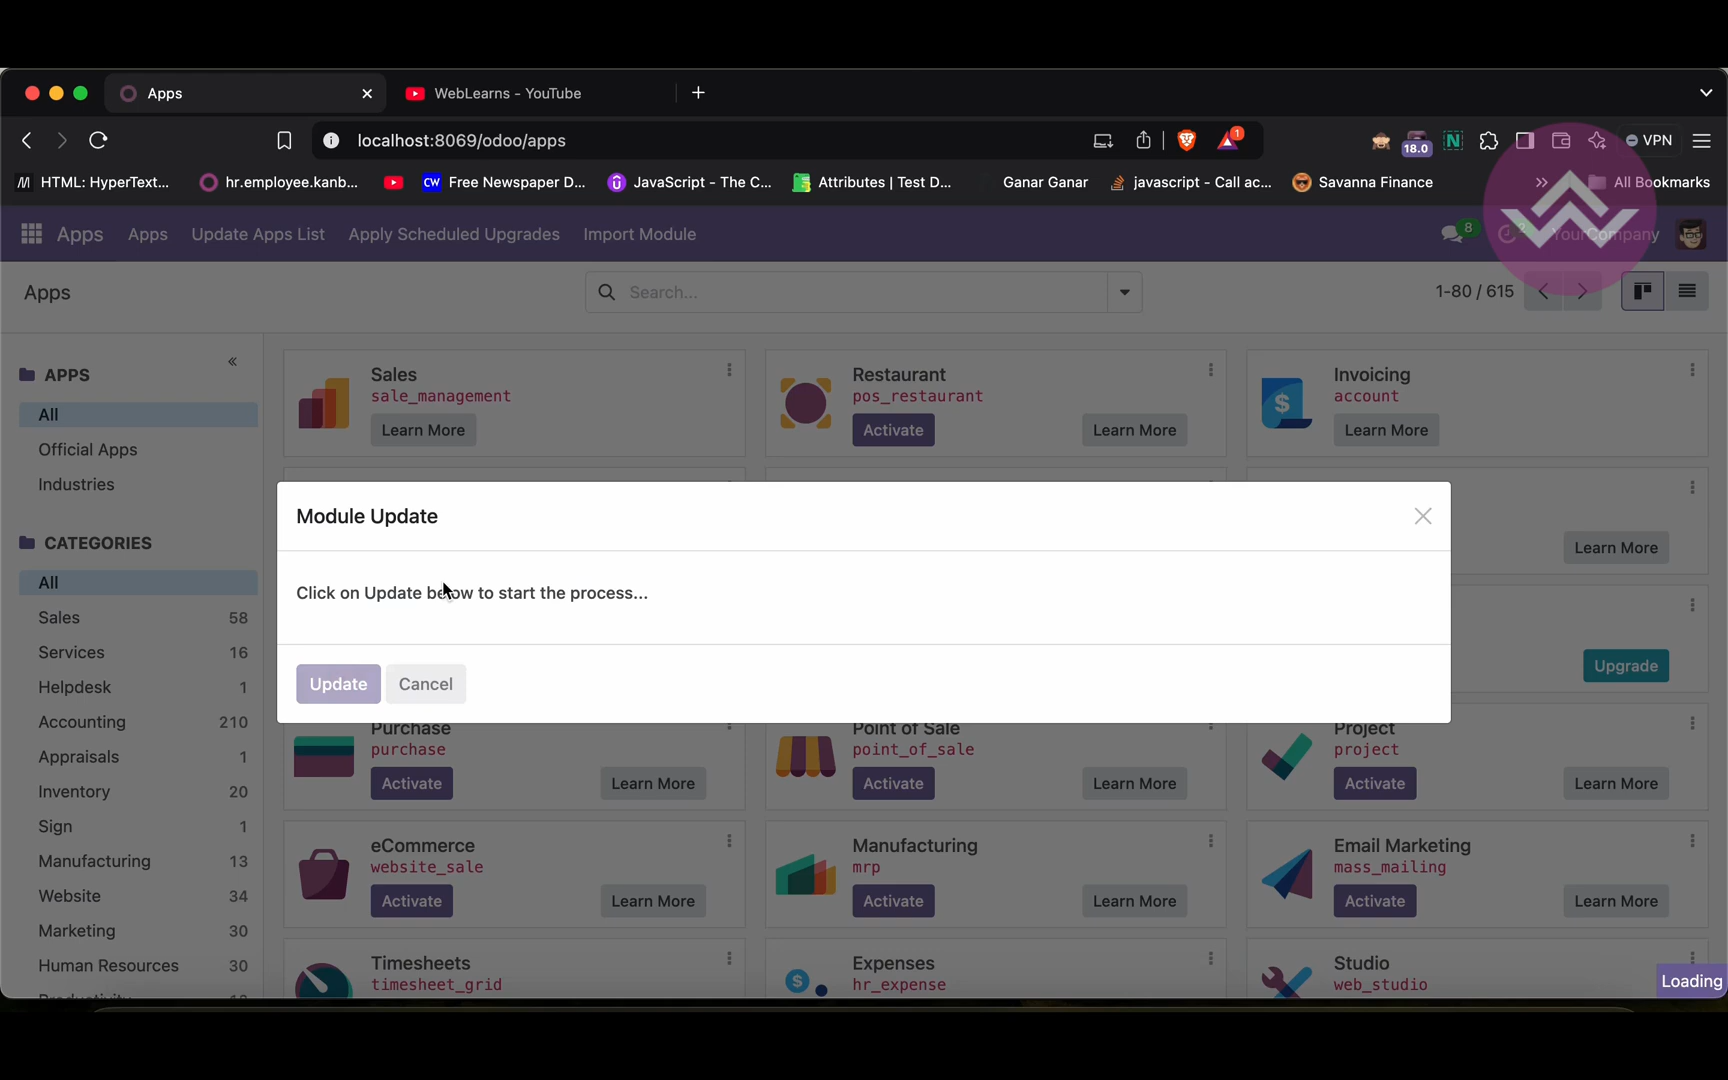 Apps
WebLearns - YouTube
localhost:8069/odoo/apps
1
18.0
N
VPN
HTML: HyperText...
hr.employee.kanb...
CW
Free Newspaper D...
JavaScript - The C...
Attributes | Test D...
Ganar Ganar
javascript - Call ac...
Savanna Finance
All Bookmarks
Apps
Apps
Update Apps List
Apply Scheduled Upgrades
Import Module
8
2
YourCompany
Apps
Search...
1-80 / 615
APPS
All
Official Apps
Industries
CATEGORIES
All
Sales 58
Services 16
Helpdesk 1
Accounting 210
Appraisals 1
Inventory 20
Sign 1
Manufacturing 13
Website 34
Marketing 30
Human Resources 30
Sales
sale_management
Learn More
Restaurant
pos_restaurant
Activate
Learn More
Invoicing
account
Learn More
Learn More
Upgrade
Module Update
Click on Update below to start the process...
Update
Cancel
Purchase
purchase
Activate
Learn More
Point of Sale
point_of_sale
Activate
Learn More
Project
project
Activate
Learn More
eCommerce
website_sale
Activate
Learn More
Manufacturing
mrp
Activate
Learn More
Email Marketing
mass_mailing
Activate
Learn More
Timesheets
timesheet_grid
Expenses
hr_expense
Studio
web_studio
Loading